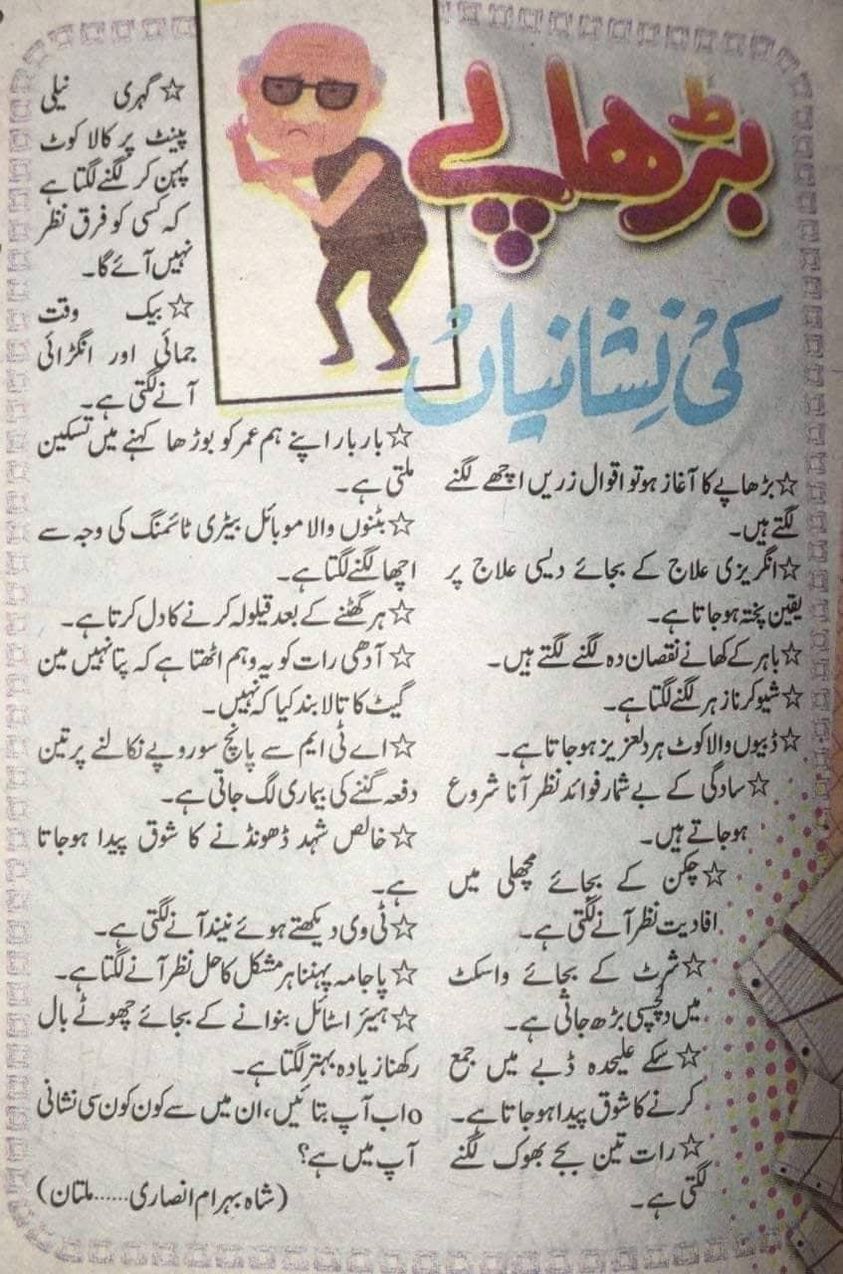 بڑھاپے
کی نشانیاں
☆بڑھاپے کا آغاز ہو تو اقوال زریں اچھے لگنے
لگتے ہیں۔
☆انگریزی علاج کے بجائے دیسی علاج پر
یقین پختہ ہو جاتا ہے۔
☆باہر کے کھانے نقصان دہ لگنے لگتے ہیں۔
☆شیو کرنا زہر لگنے لگتا ہے۔
☆ڈبیوں والا کوٹ ہر دلعزیز ہو جاتا ہے۔
☆سادگی کے بے شمار فوائد نظر آنا شروع
ہو جاتے ہیں۔
☆چکن کے بجائے مچھلی میں
افادیت نظر آنے لگتی ہے۔
☆شرٹ کے بجائے واسکٹ
میں دلچسپی بڑھ جاتی ہے۔
☆سکے علیحدہ ڈبے میں جمع
کرنے کا شوق پیدا ہو جاتا ہے۔
☆رات تین بجے بھوک لگنے
لگتی ہے۔
☆گہری نیلی
پینٹ پر کالا کوٹ
پہن کر لگنے لگتا ہے
کہ کسی کو فرق نظر
نہیں آئے گا۔
☆بیک وقت
جمائی اور انگڑائی
آنے لگتی ہے۔
☆بار بار اپنے ہم عمر کو بوڑھا کہنے میں تسکین
ملتی ہے۔
☆بٹنوں والا موبائل بیٹری ٹائمنگ کی وجہ سے
اچھا لگنے لگتا ہے۔
☆ہر گھنٹے کے بعد قیلولہ کرنے کا دل کرتا ہے۔
☆آدھی رات کو یہ وہم اٹھتا ہے کہ پتا نہیں مین
گیٹ کا تالا بند کیا کہ نہیں۔
☆اے ٹی ایم سے پانچ سو روپے نکالنے پر تین
دفعہ گننے کی بیماری لگ جاتی ہے۔
☆خالص شہد ڈھونڈنے کا شوق پیدا ہو جاتا
ہے۔
☆ٹی وی دیکھتے ہوئے نیند آنے لگتی ہے۔
☆پاجامہ پہننا ہر مشکل کا حل نظر آنے لگتا ہے۔
☆ہیئر اسٹائل بنوانے کے بجائے چھوٹے بال
رکھنا زیادہ بہتر لگتا ہے۔
oاب آپ بتائیں، ان میں سے کون کون سی نشانی
آپ میں ہے؟
(شاہ بہرام انصاری......ملتان)